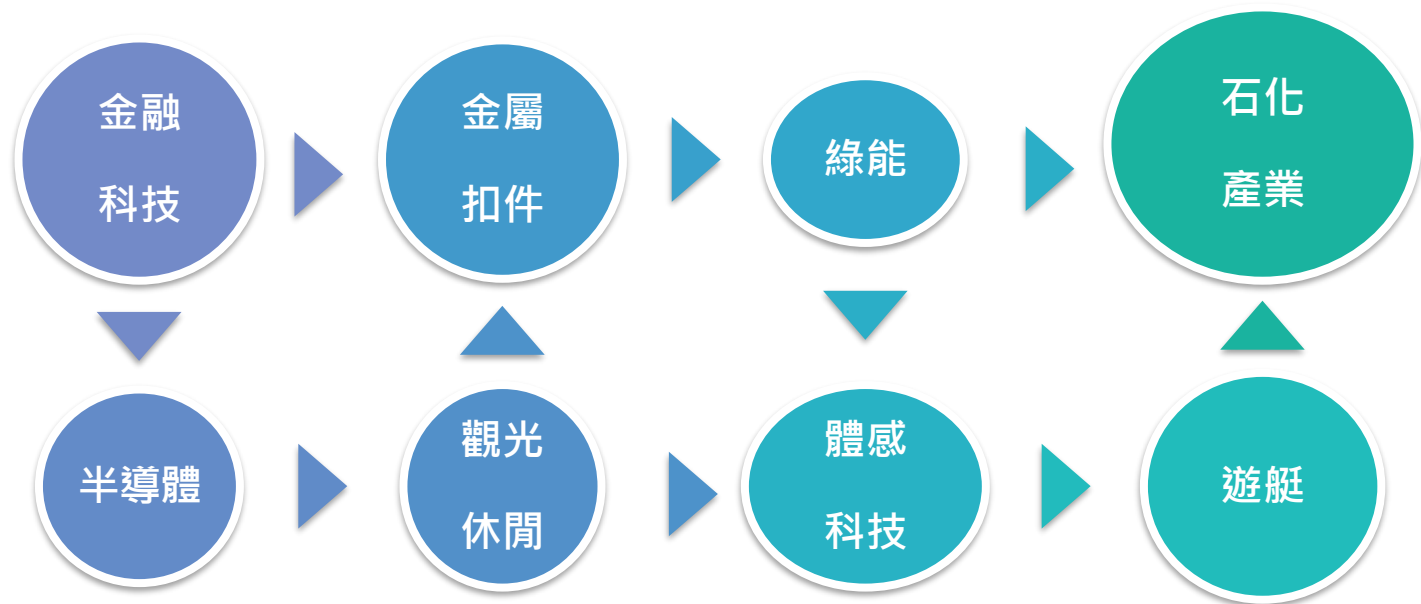 金融
科技
金屬
扣件
綠能
石化
產業
半導體
觀光
休閒
體感
科技
遊艇